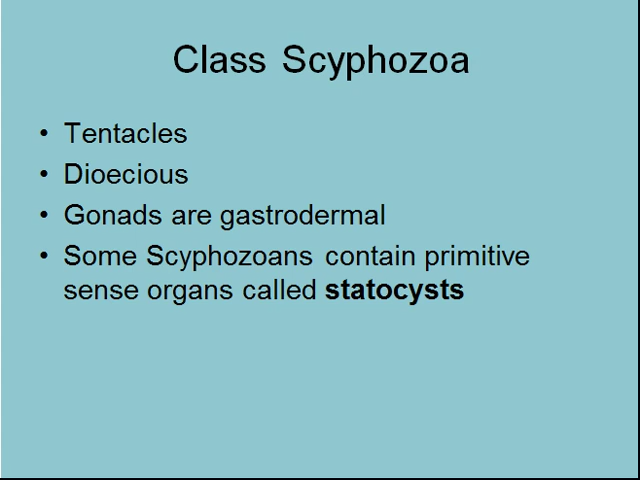 Class Scyphozoa
• Tentacles
• Dioecious
• Gonads are gastrodermal
• Some Scyphozoans contain primitive
sense organs called statocysts